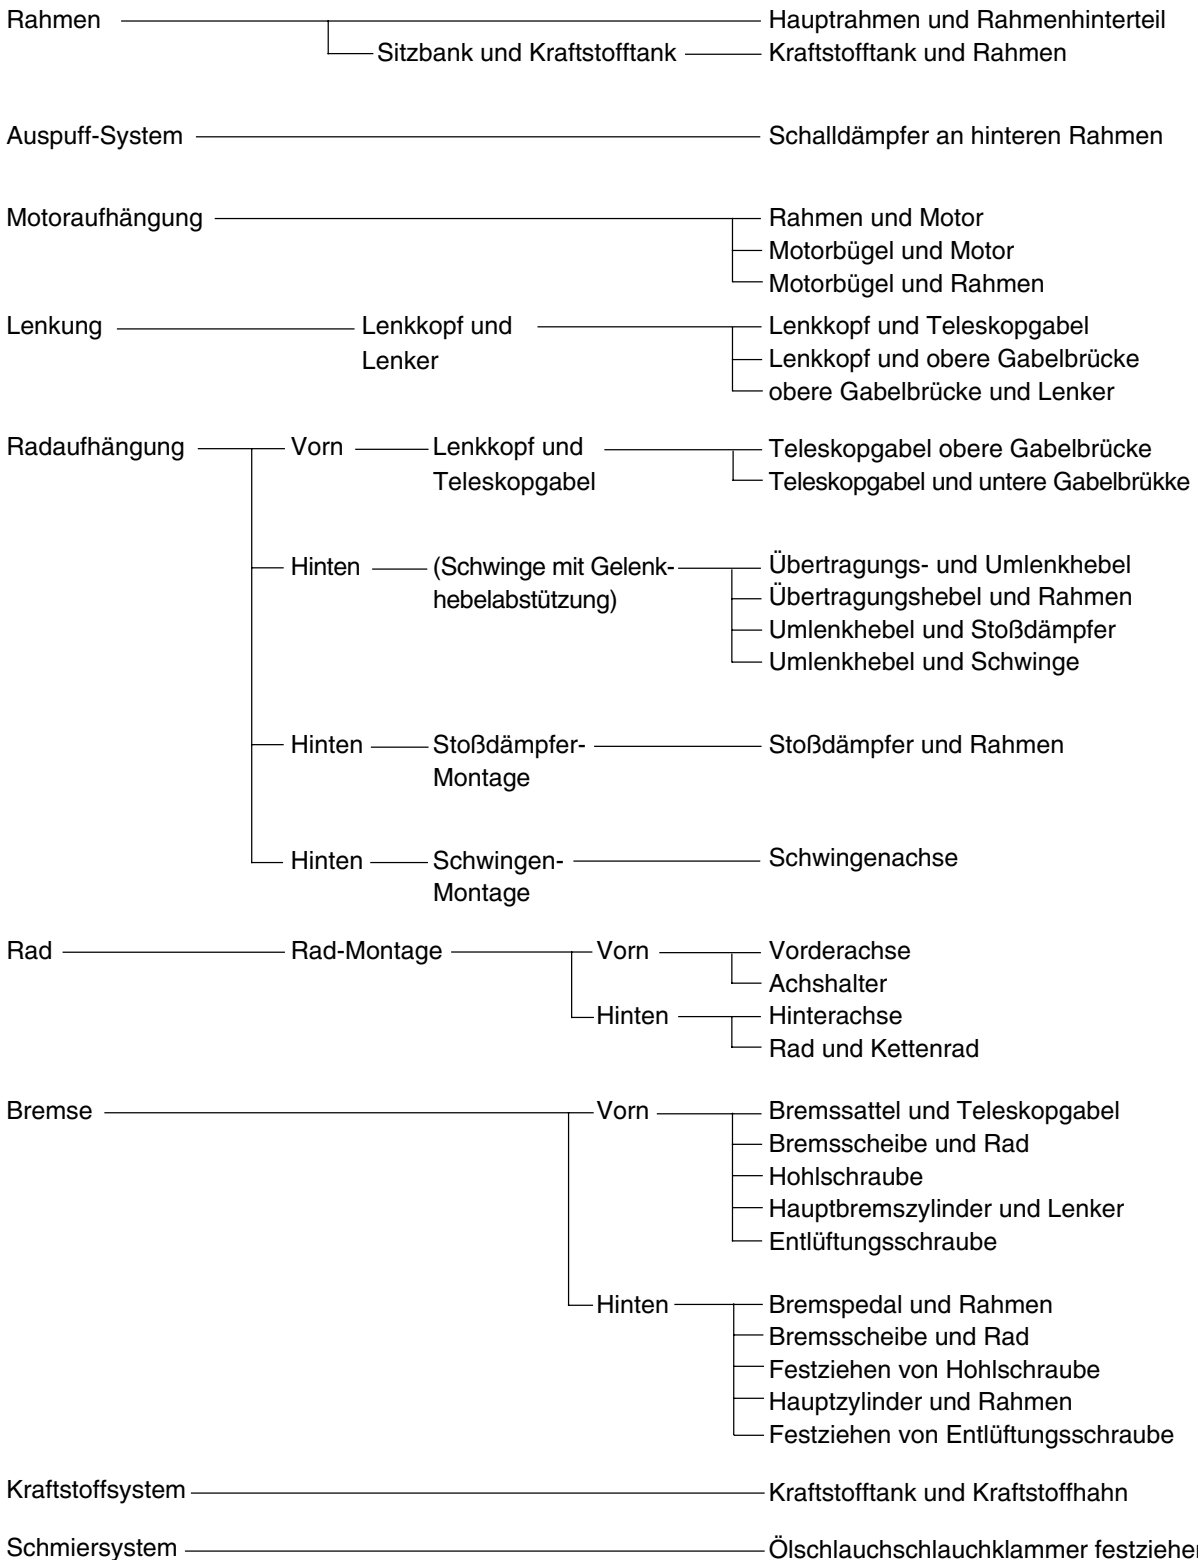 Rahmen Hauptrahmen und Rahmenhinterteil
Sitzbank und Kraftstofftank Kraftstofftank und Rahmen
Auspuff-System Schalldämpfer an hinteren Rahmen
Motoraufhängung Rahmen und Motor
Motorbügel und Motor
Motorbügel und Rahmen
Lenkung Lenkkopf und Lenkkopf und Teleskopgabel
Lenker Lenkkopf und obere Gabelbrücke
obere Gabelbrücke und Lenker
Radaufhängung Vorn Lenkkopf und Teleskopgabel obere Gabelbrücke
Teleskopgabel Teleskopgabel und untere Gabelbrükke
Hinten (Schwinge mit Gelenk- Übertragungs- und Umlenkhebel
hebelabstützung) Übertragungshebel und Rahmen
Umlenkhebel und Stoßdämpfer
Umlenkhebel und Schwinge
Hinten Stoßdämpfer- Stoßdämpfer und Rahmen
Montage
Hinten Schwingen- Schwingenachse
Montage
Rad Rad-Montage Vorn Vorderachse
Achshalter
Hinten Hinterachse
Rad und Kettenrad
Bremse Vorn Bremssattel und Teleskopgabel
Bremsscheibe und Rad
Hohlschraube
Hauptbremszylinder und Lenker
Entlüftungsschraube
Hinten Bremspedal und Rahmen
Bremsscheibe und Rad
Festziehen von Hohlschraube
Hauptzylinder und Rahmen
Festziehen von Entlüftungsschraube
Kraftstoffsystem Kraftstofftank und Kraftstoffhahn
Schmiersystem Ölschlauchschlauchklammer festziehen